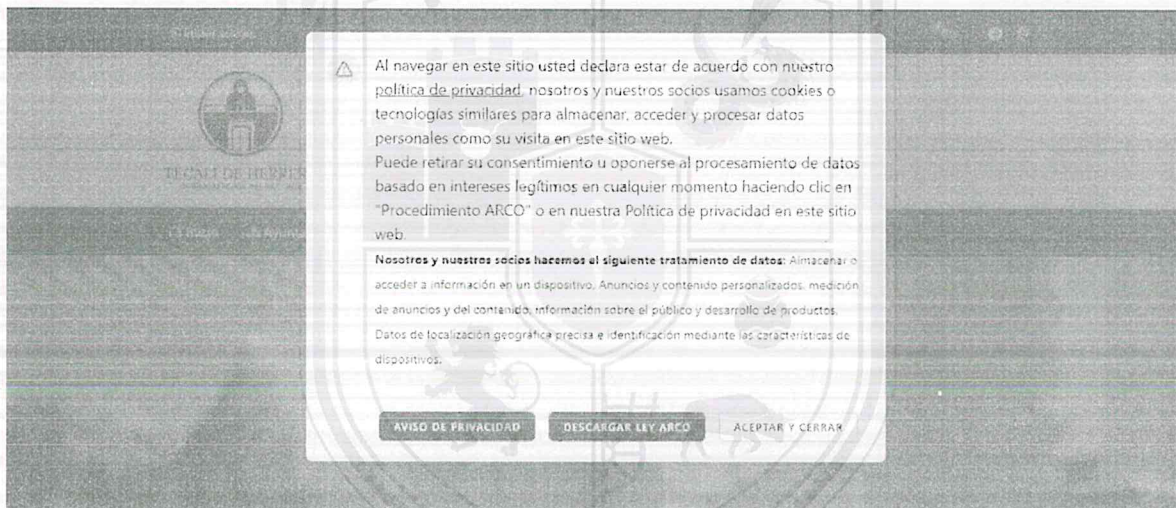 Al navegar en este sitio usted declara estar de acuerdo con nuestro
política de privacidad, nosotros y nuestros socios usamos cookies o
tecnologías similares para almacenar, acceder y procesar datos
personales como su visita en este sitio web.
Puede retirar su consentimiento u oponerse al procesamiento de datos
basado en intereses legítimos en cualquier momento haciendo clic en
"Procedimiento ARCO" o en nuestra Política de privacidad en este sitio
web.
TECALI DE HERRER
Nosotros y nuestros socios hacemos el siguiente tratamiento de datos: Almacenar o
acceder a información en un dispositivo, Anuncios y contenido personalizados, medición
de anuncios y del contenido, información sobre el público y desarrollo de productos,
Datos de localización geográfica precisa e identificación mediante las características de
dispositivos.
AVISO DE PRIVACIDAD
DESCARGAR LEY ARCO
ACEPTAR Y CERRAR